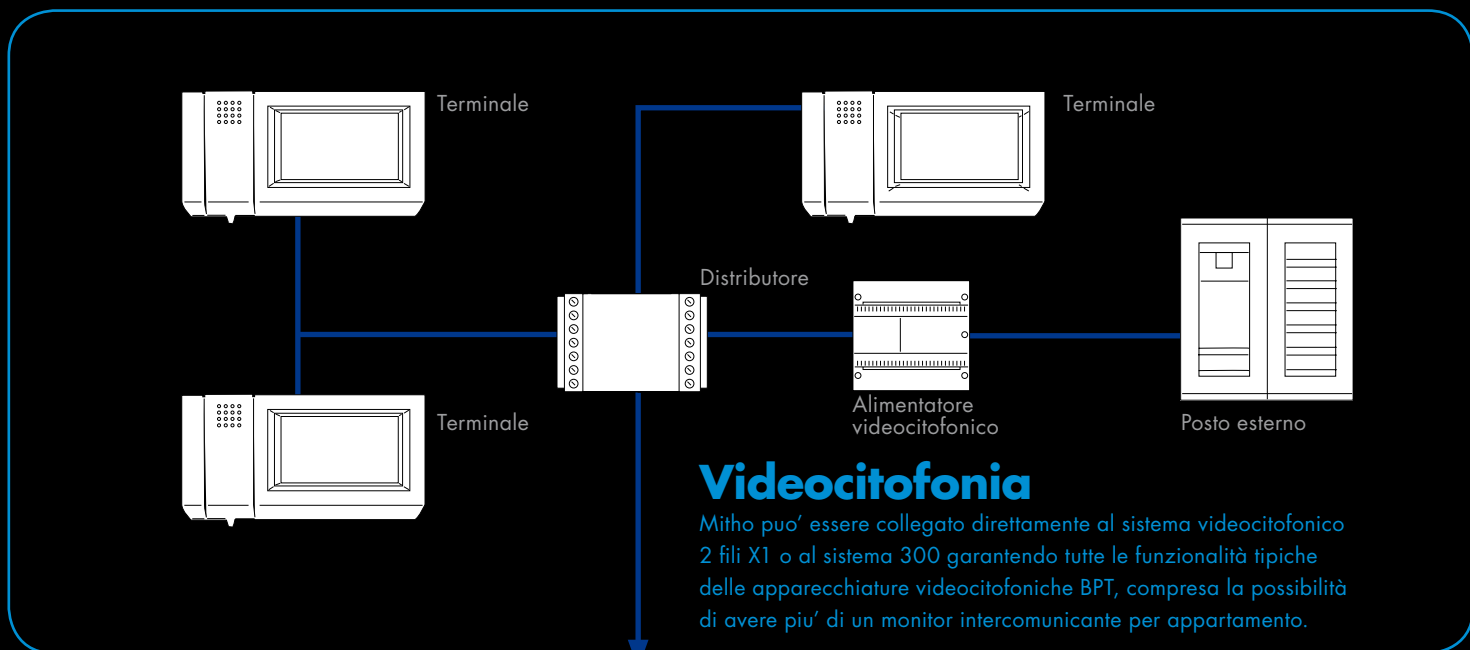 Terminale
Terminale
Distributore
Alimentatore
videocitofonico
Terminale
Posto esterno
Videocitofonia
Mitho puo' essere collegato direttamente al sistema videocitofonico
2 fili X1 o al sistema 300 garantendo tutte le funzionalità tipiche
delle apparecchiature videocitofoniche BPT, compresa la possibilità
di avere piu' di un monitor intercomunicante per appartamento.